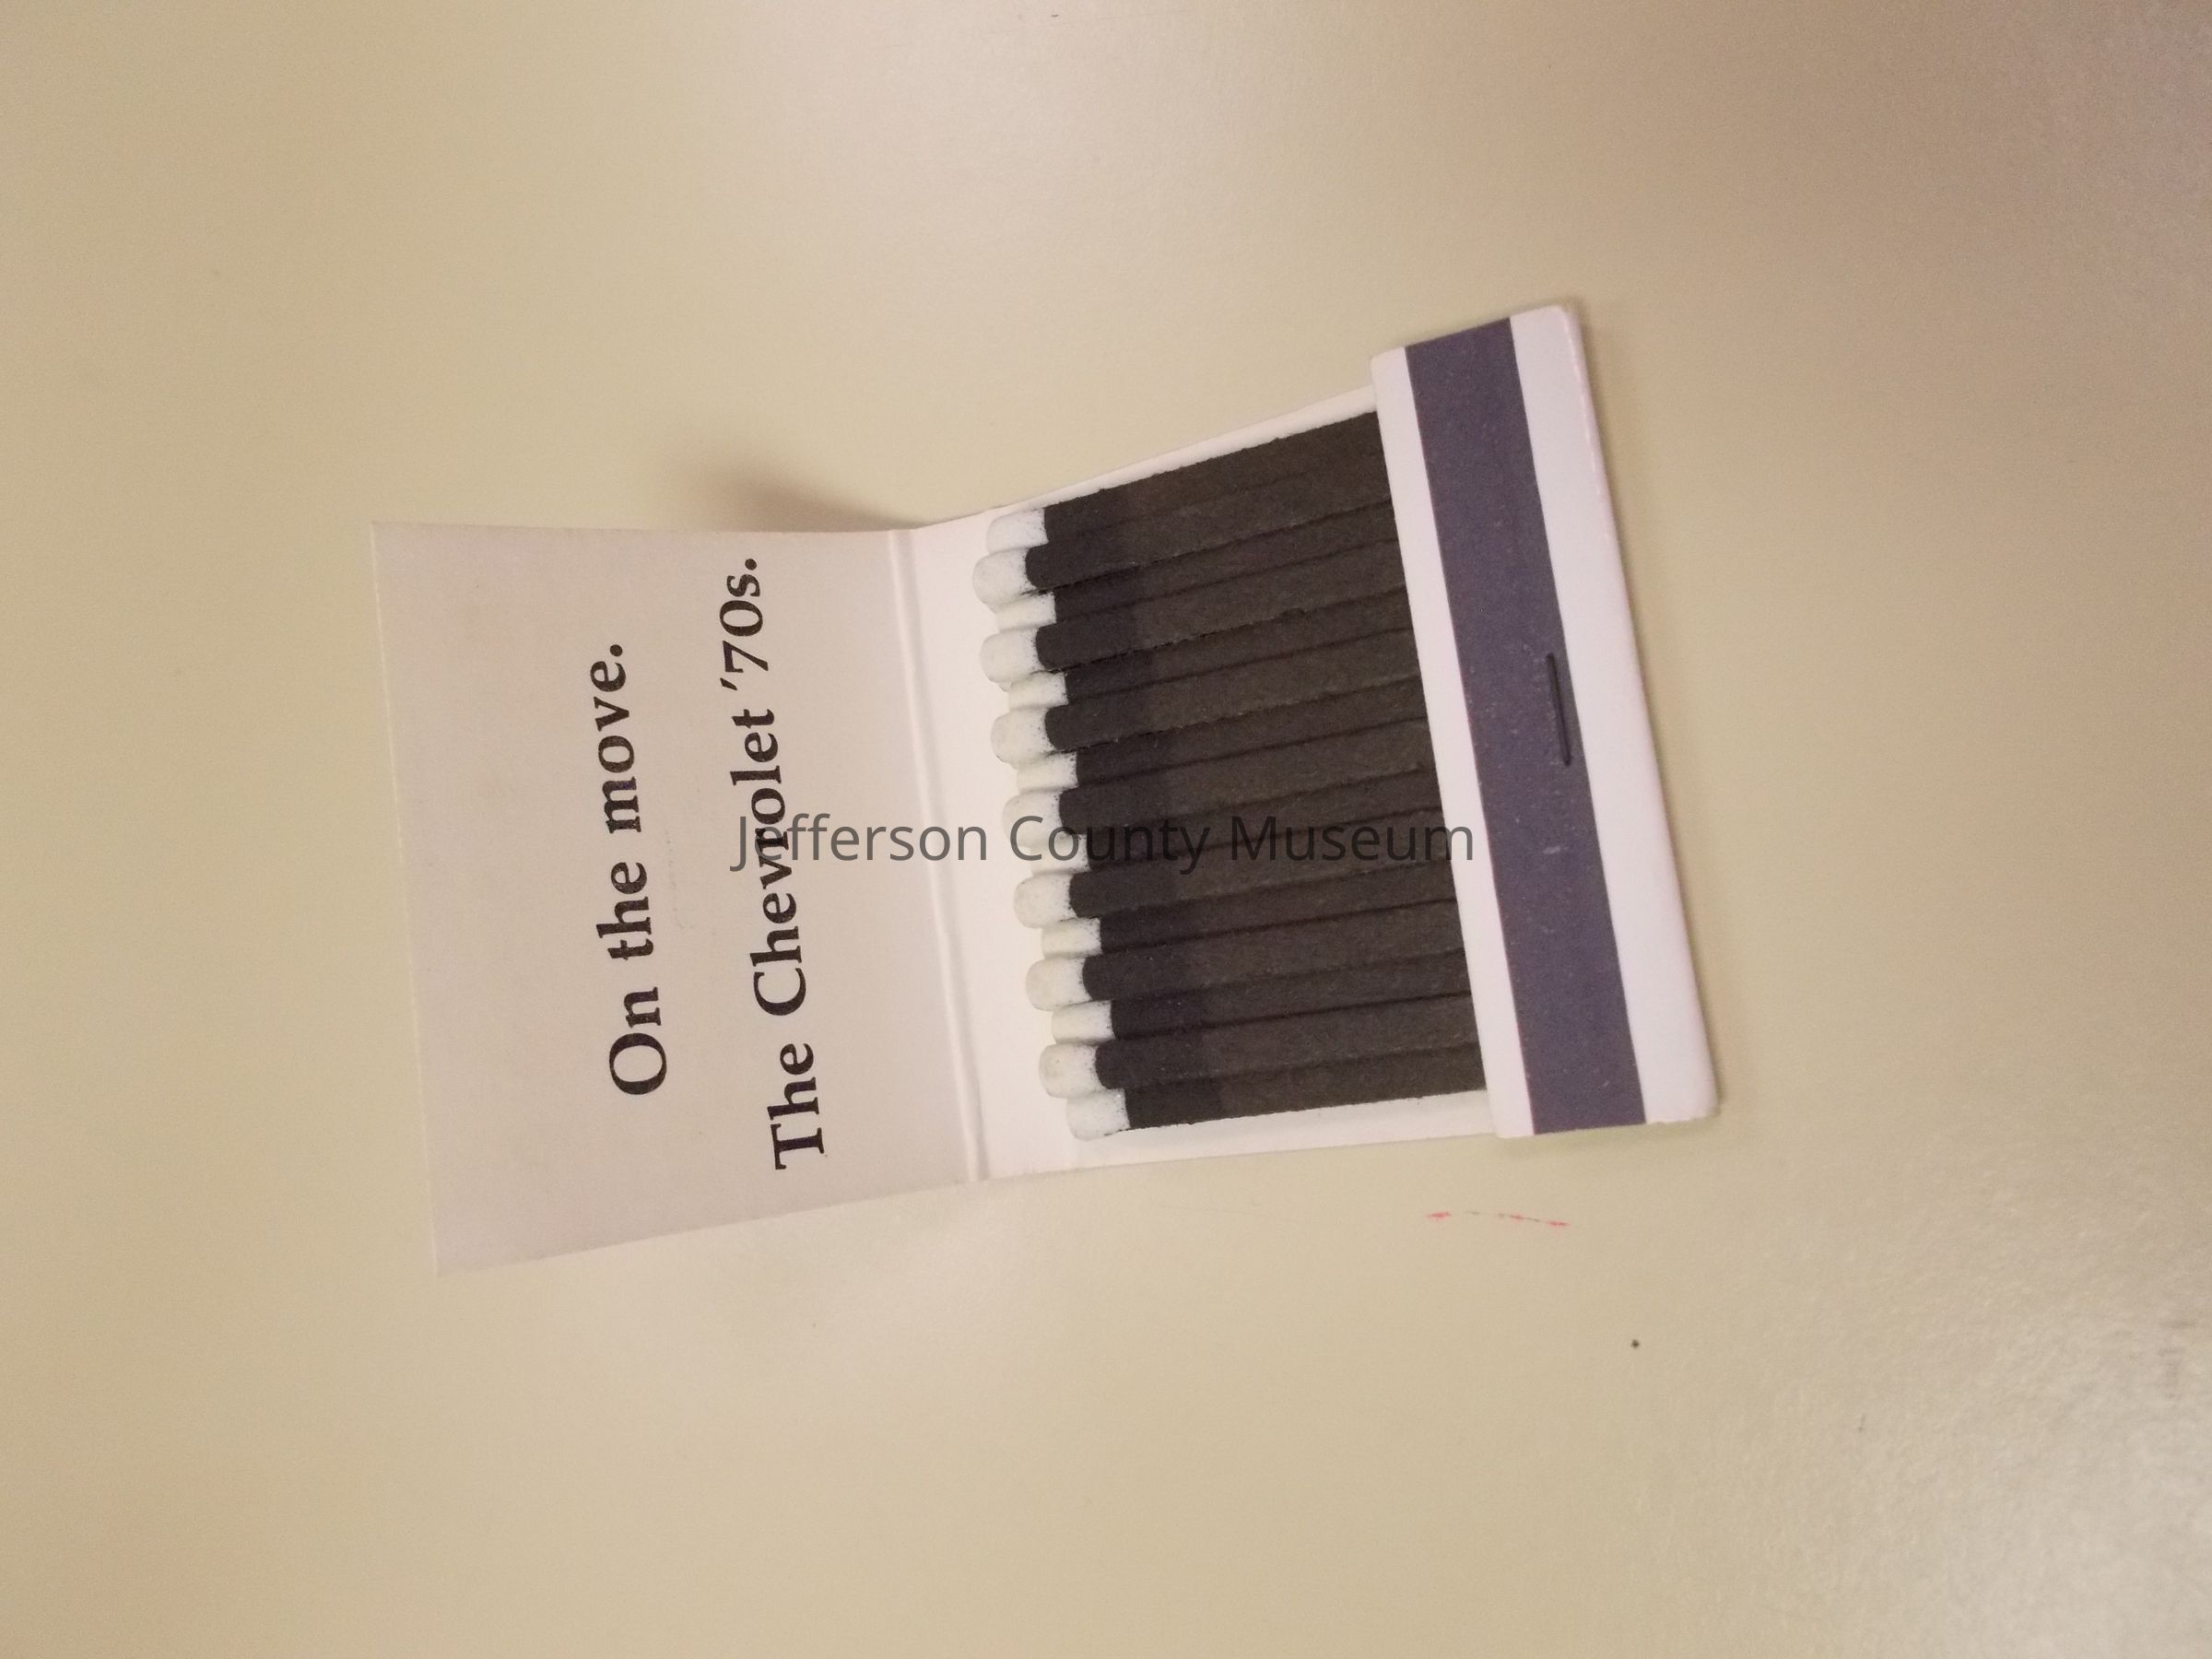 On the move.
The Chevrolet '70s.
Jefferson County Museum